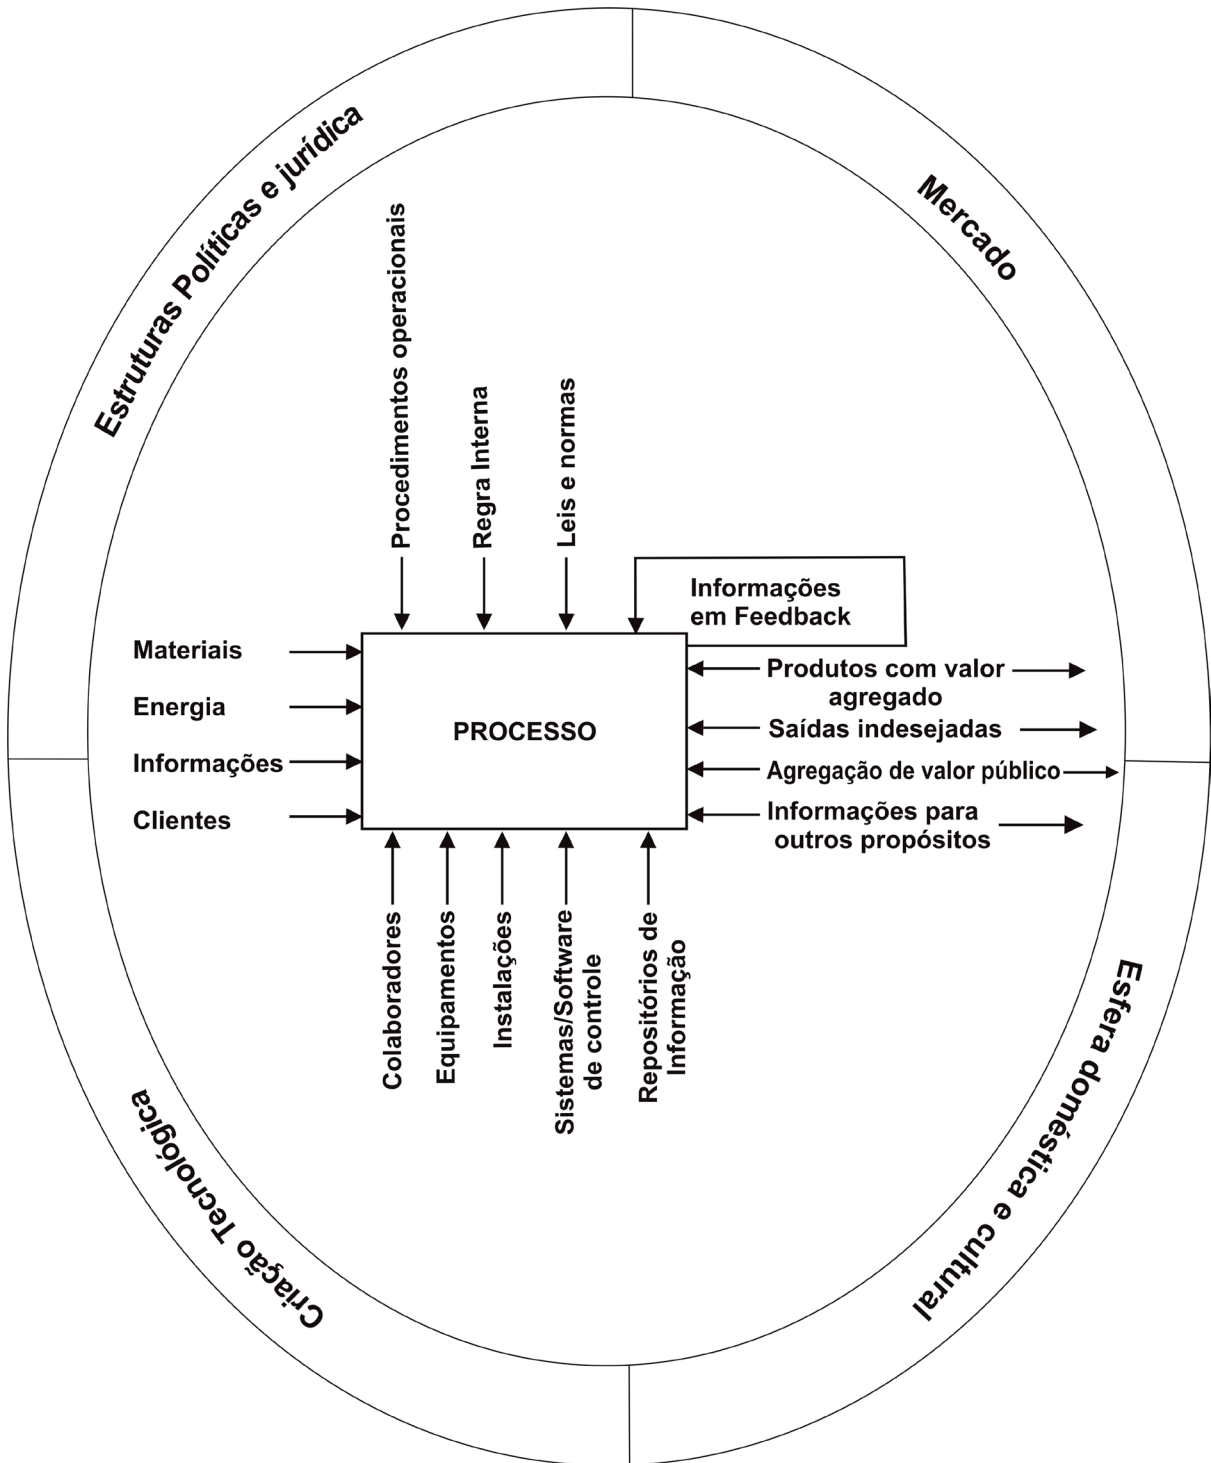 Estruturas Políticas e jurídica
Mercado
Procedimentos operacionais
Regra Interna
Leis e normas
Informações
em Feedback
Materiais
Energia
Informações
Clientes
PROCESSO
Produtos com valor
agregado
Saídas indesejadas
Agregação de valor público
Informações para
outros propósitos
Colaboradores
Equipamentos
Instalações
Sistemas/Software
de controle
Repositórios de
Informação
Criação Tecnológica
Esfera doméstica e cultural